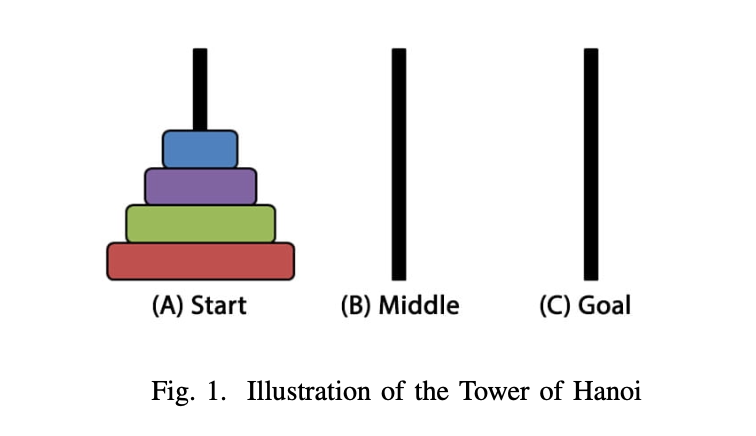 (A) Start (B) Middle (C) Goal
Fig. 1. Illustration of the Tower of Hanoi